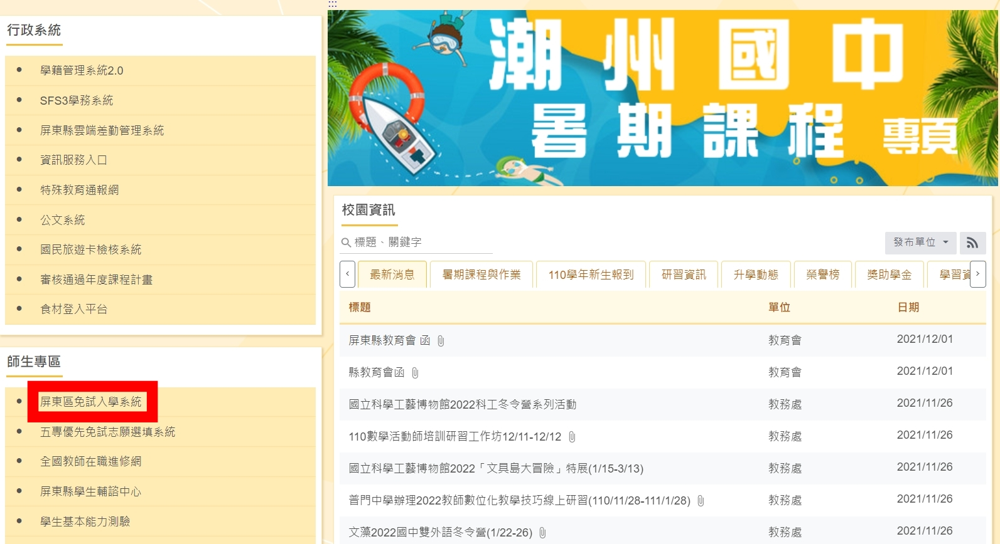 行政系統
學籍管理系統2.0
SFS3學務系統
屏東縣雲端差勤管理系統
資訊服務入口
特殊教育通報網
公文系統
國民旅遊卡檢核系統
審核通過年度課程計畫
食材登入平台
師生專區
屏東區免試入學系統
五專優先免試志願選填系統
全國教師在職進修網
屏東縣學生輔諮中心
學生基本能力測驗
潮州國中
暑期課程 專頁
校園資訊
標題、關鍵字
發布單位
最新消息 暑期課程與作業 110學年新生報到 研習資訊 升學動態 榮譽榜 獎助學金 學習資
標題 單位 日期
屏東縣教育會 函 教育會 2021/12/01
縣教育會函 教育會 2021/12/01
國立科學工藝博物館2022科工冬令營系列活動 教務處 2021/11/26
110數學活動師培訓研習工作坊12/11-12/12 教務處 2021/11/26
國立科學工藝博物館2022「文具島大冒險」特展(1/15-3/13) 教務處 2021/11/26
普門中學辦理2022教師數位化教學技巧線上研習(110/11/28-111/1/28) 教務處 2021/11/26
文藻2022國中雙外語冬令營(1/22-26) 教務處 2021/11/26